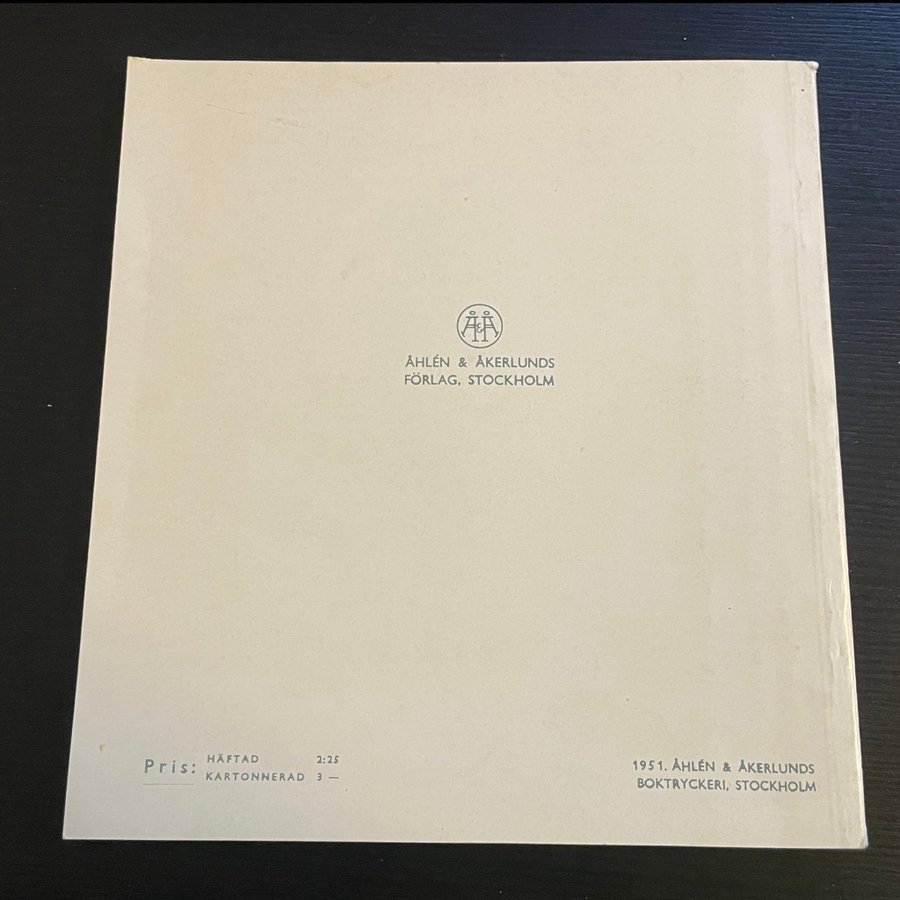 Å&Å
ÅHLÉN & ÅKERLUNDS
FÖRLAG, STOCKHOLM
Pris: HÄFTAD 2:25
KARTONNERAD 3 —
1951. ÅHLÉN & ÅKERLUNDS
BOKTRYCKERI, STOCKHOLM